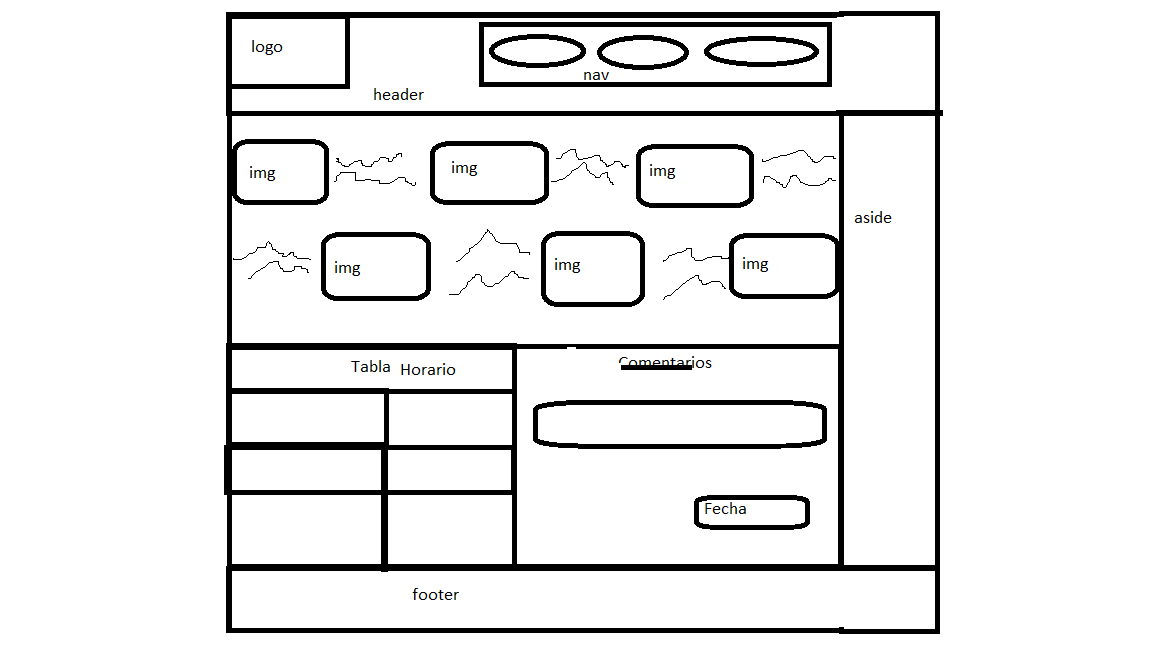 logo
nav
header
img
img
img
aside
img
img
img
Tabla Horario
Comentarios
Fecha
footer